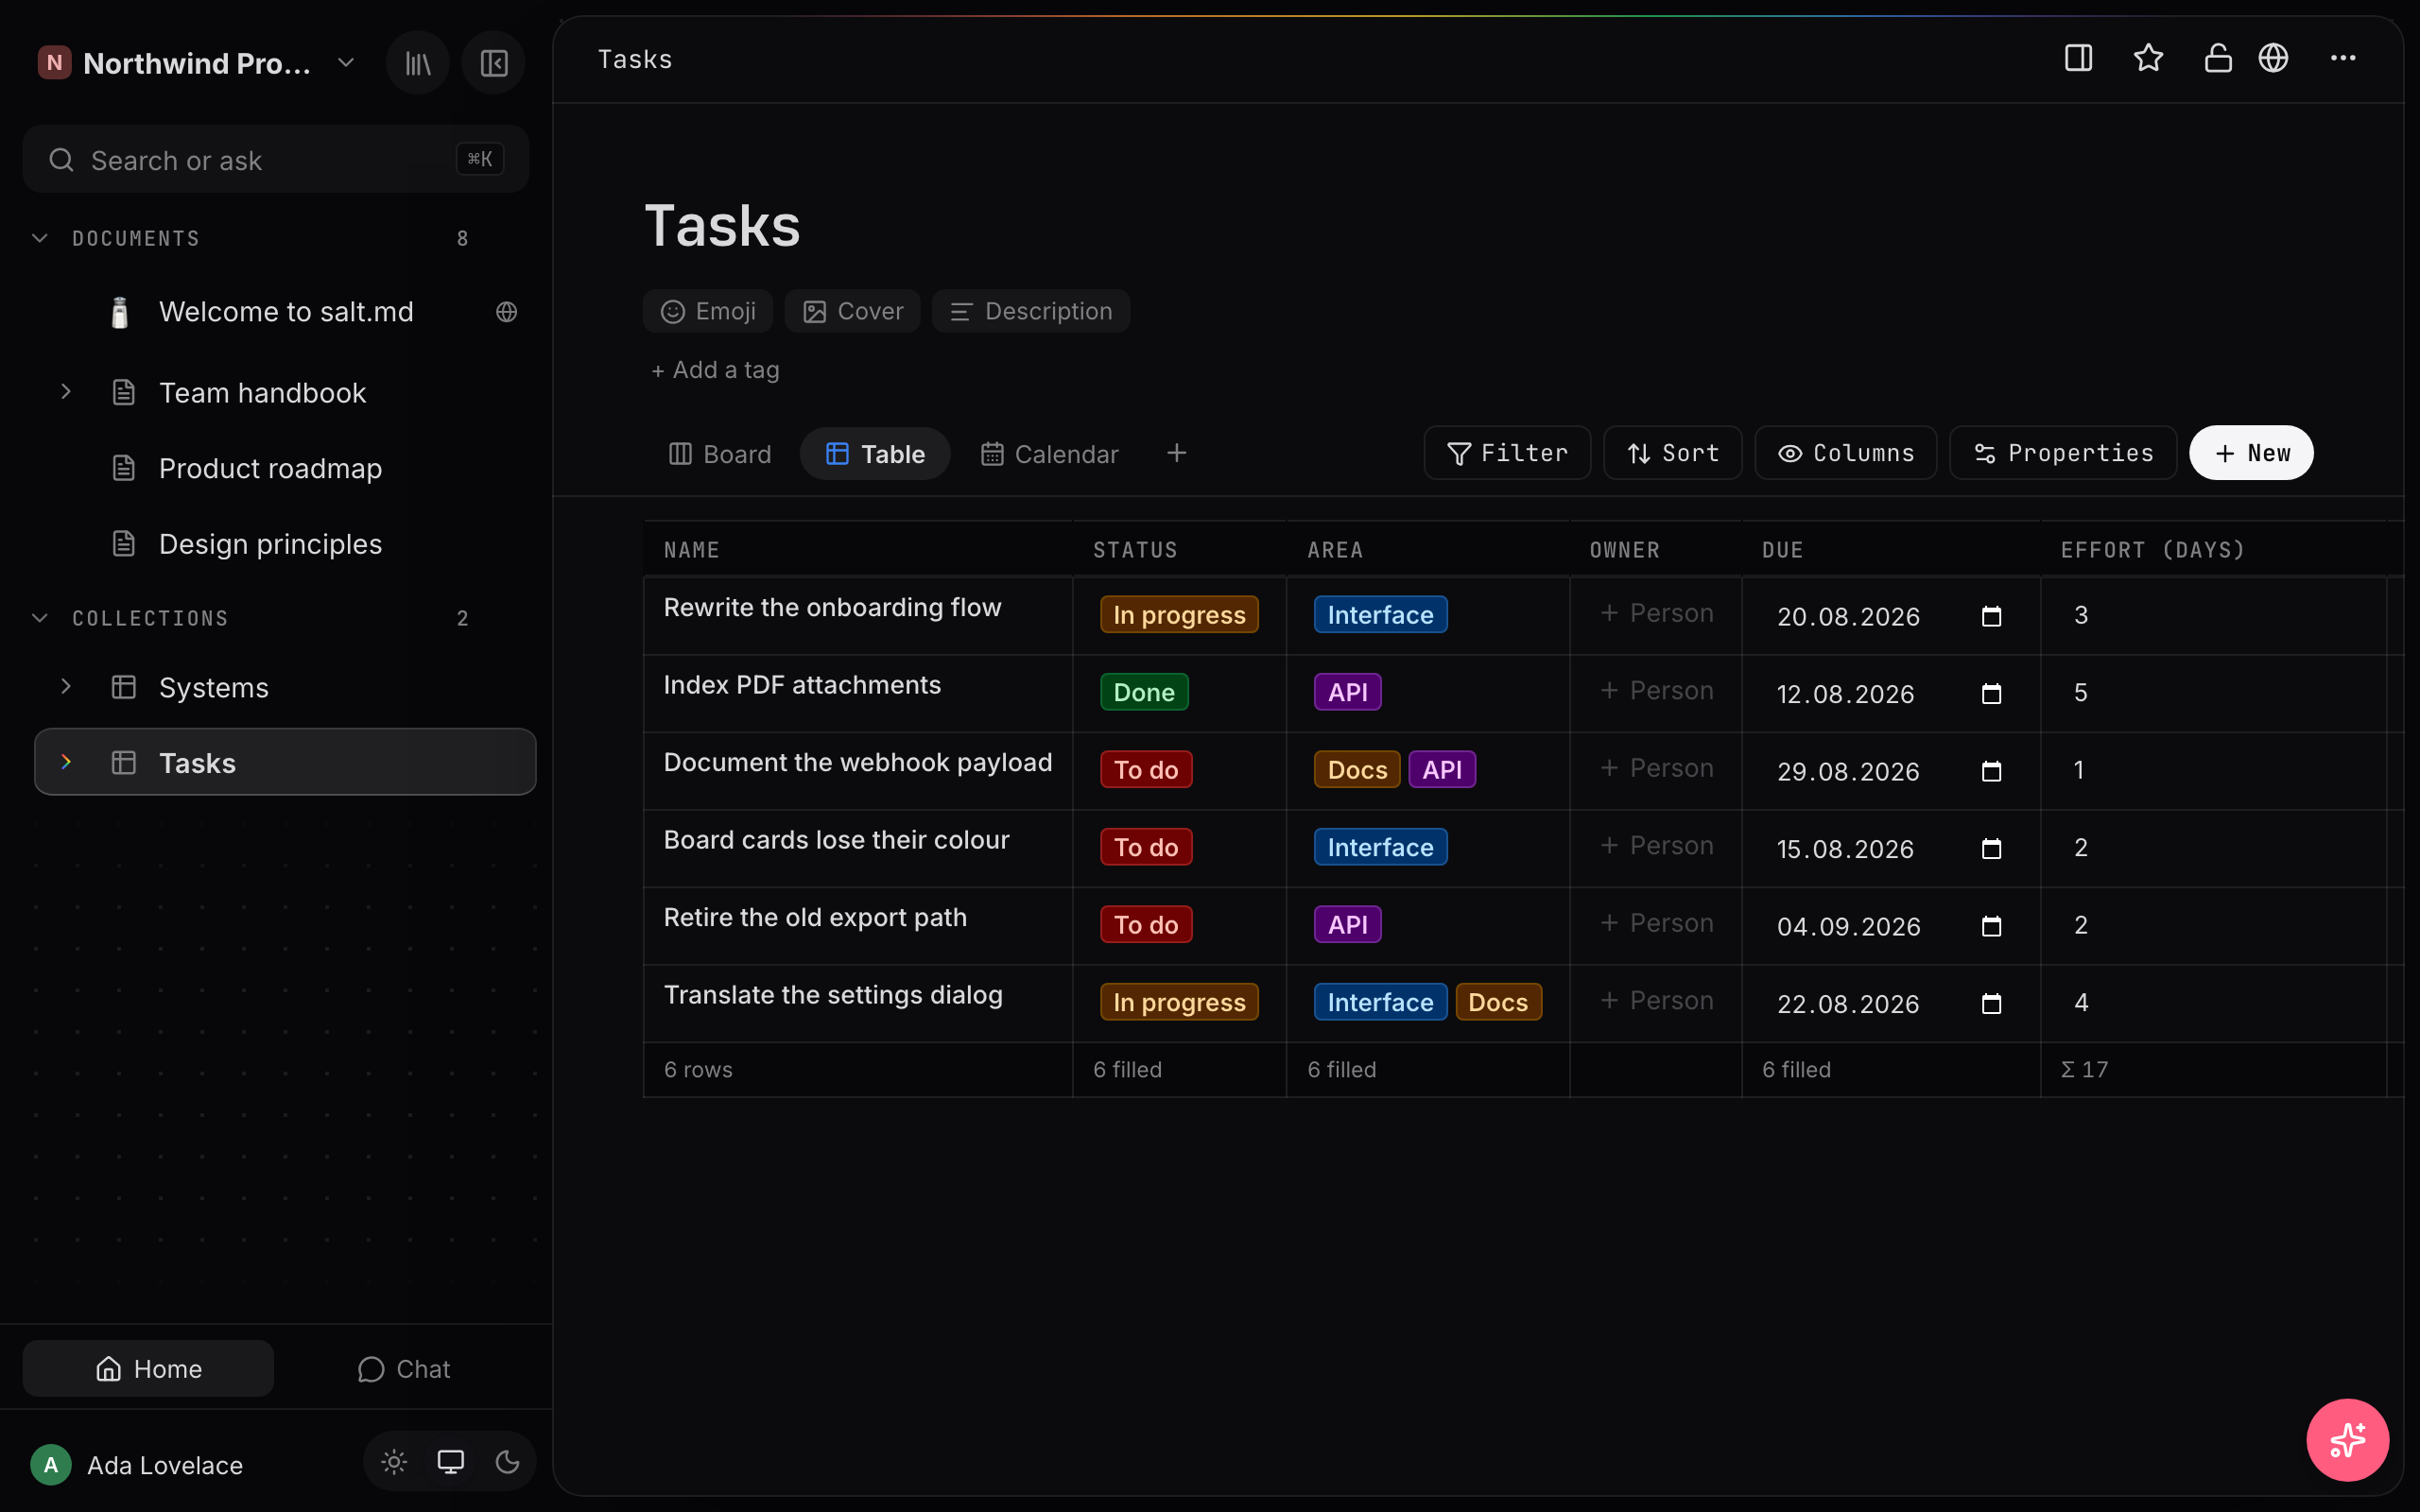 N Northwind Pro...
Search or ask ⌘K
DOCUMENTS 8
Welcome to salt.md
Team handbook
Product roadmap
Design principles
COLLECTIONS 2
Systems
Tasks
Home Chat
A Ada Lovelace
Tasks
Tasks
Emoji Cover Description
+ Add a tag
Board Table Calendar + Filter Sort Columns Properties + New
NAME STATUS AREA OWNER DUE EFFORT (DAYS)
Rewrite the onboarding flow In progress Interface + Person 20.08.2026 3
Index PDF attachments Done API + Person 12.08.2026 5
Document the webhook payload To do Docs API + Person 29.08.2026 1
Board cards lose their colour To do Interface + Person 15.08.2026 2
Retire the old export path To do API + Person 04.09.2026 2
Translate the settings dialog In progress Interface Docs + Person 22.08.2026 4
6 rows 6 filled 6 filled 6 filled Σ 17